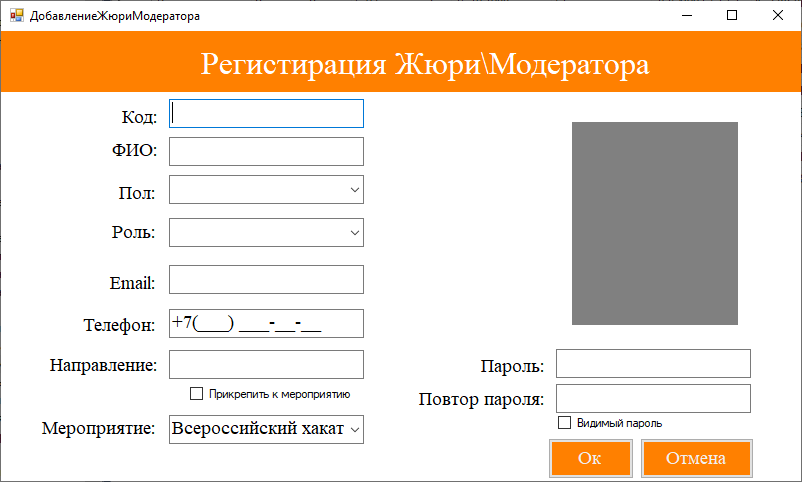 ДобавлениеЖюриМодератора
Регистирация Жюри\Модератора
Код:
ФИО:
Пол:
Роль:
Email:
Телефон: +7(___) ___-__-__
Направление:
Прикрепить к мероприятию
Мероприятие: Всероссийский хакат
Пароль:
Повтор пароля:
Видимый пароль
Ок Отмена